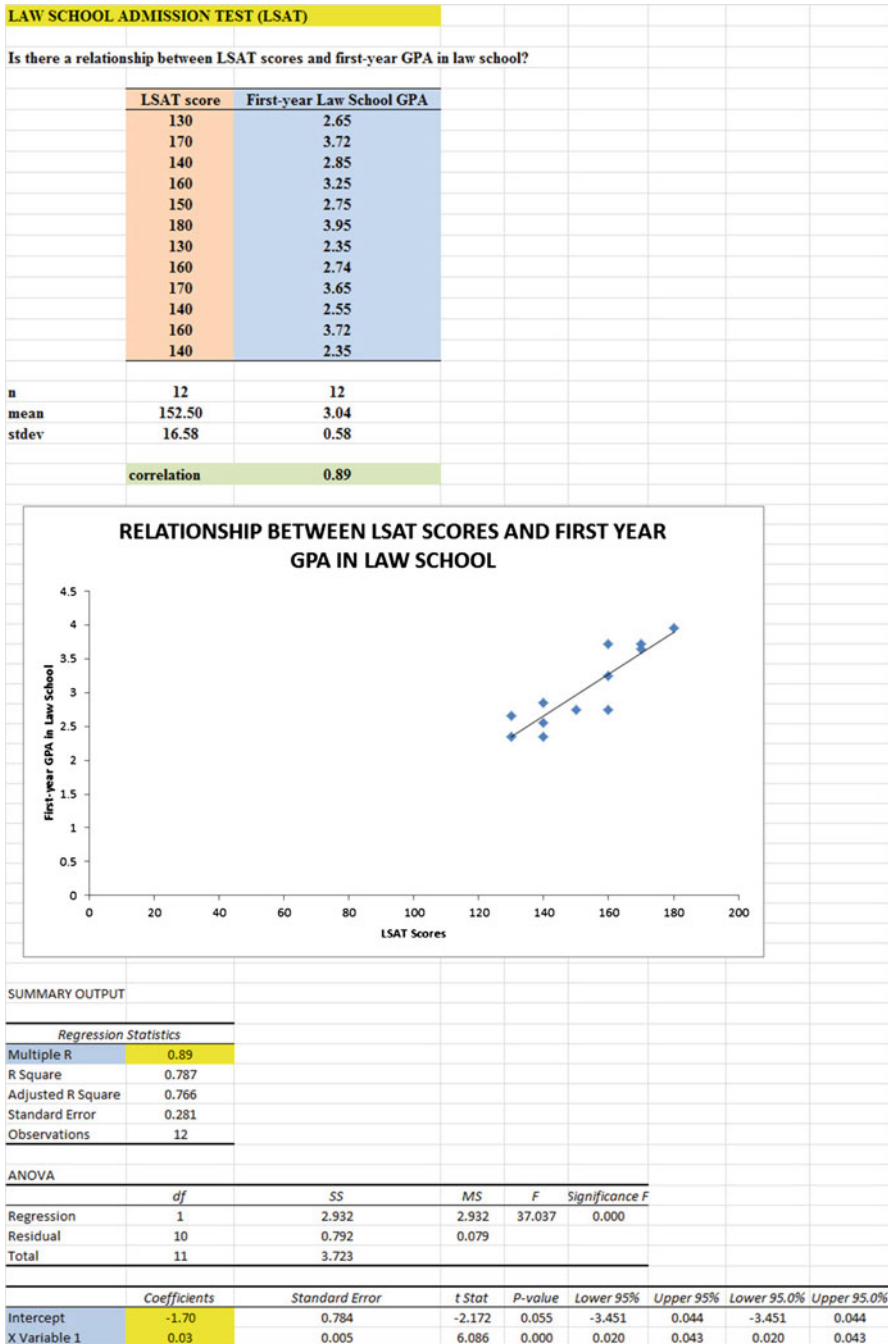 LAW SCHOOL ADMISSION TEST (LSAT)
Is there a relationship between LSAT scores and first-year GPA in law school?
LSAT score First-year Law School GPA
130 2.65
170 3.72
140 2.85
160 3.25
150 2.75
180 3.95
130 2.35
160 2.74
170 3.65
140 2.55
160 3.72
140 2.35
n 12 12
mean 152.50 3.04
stdev 16.58 0.58
correlation 0.89
RELATIONSHIP BETWEEN LSAT SCORES AND FIRST YEAR
GPA IN LAW SCHOOL
First-year GPA in Law School
4.5
4
3.5
3
2.5
2
1.5
1
0.5
0
0 20 40 60 80 100 120 140 160 180 200
LSAT Scores
SUMMARY OUTPUT
Regression Statistics
Multiple R 0.89
R Square 0.787
Adjusted R Square 0.766
Standard Error 0.281
Observations 12
ANOVA
df SS MS F Significance F
Regression 1 2.932 2.932 37.037 0.000
Residual 10 0.792 0.079
Total 11 3.723
Coefficients Standard Error t Stat P-value Lower 95% Upper 95% Lower 95.0% Upper 95.0%
Intercept -1.70 0.784 -2.172 0.055 -3.451 0.044 -3.451 0.044
X Variable 1 0.03 0.005 6.086 0.000 0.020 0.043 0.020 0.043